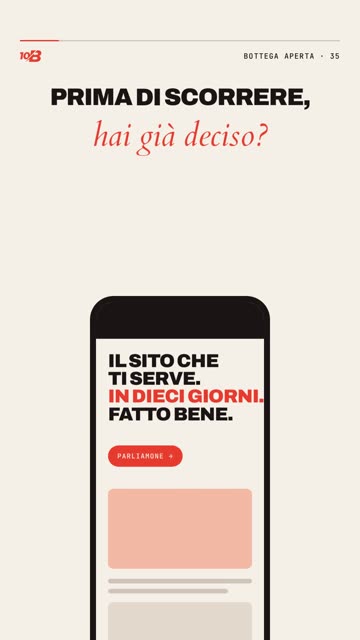 10B
BOTTEGA APERTA · 35
PRIMA DI SCORRERE,
hai già deciso?
IL SITO CHE
TI SERVE.
IN DIECI GIORNI.
FATTO BENE.
PARLIAMONE →